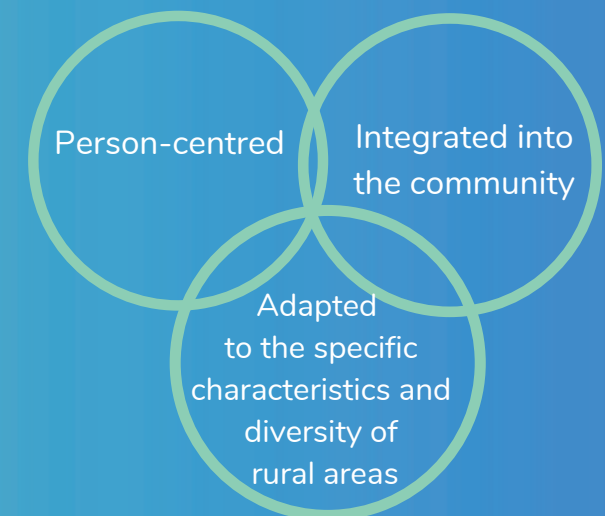 Person-centred
Integrated into
the community
Adapted
to the specific
characteristics and
diversity of
rural areas